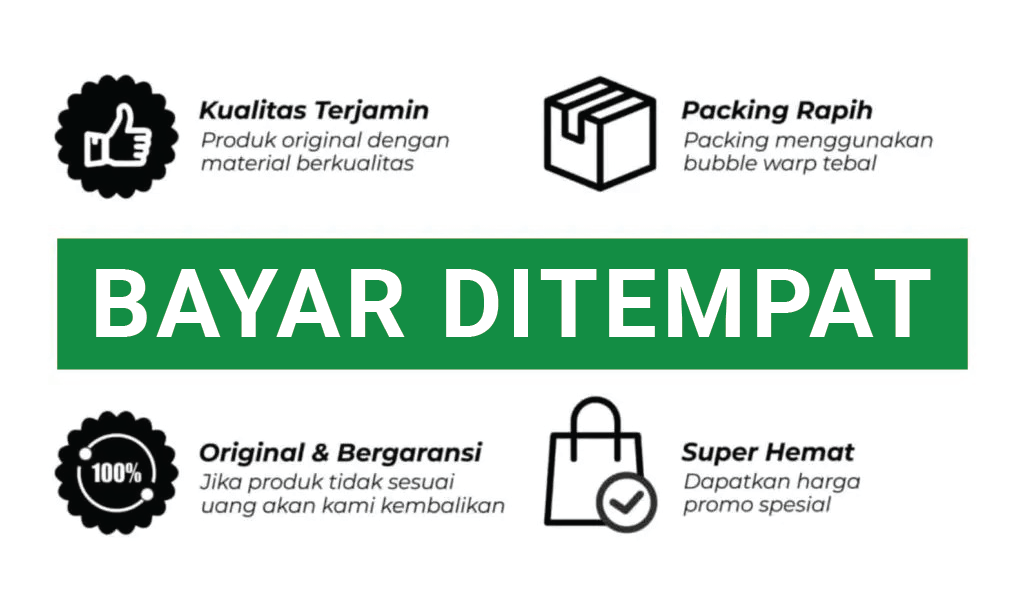 Kualitas Terjamin
Produk original dengan
material berkualitas
Packing Rapih
Packing menggunakan
bubble warp tebal
BAYAR DITEMPAT
100%
Original & Bergaransi
Jika produk tidak sesuai
uang akan kami kembalikan
Super Hemat
Dapatkan harga
promo spesial